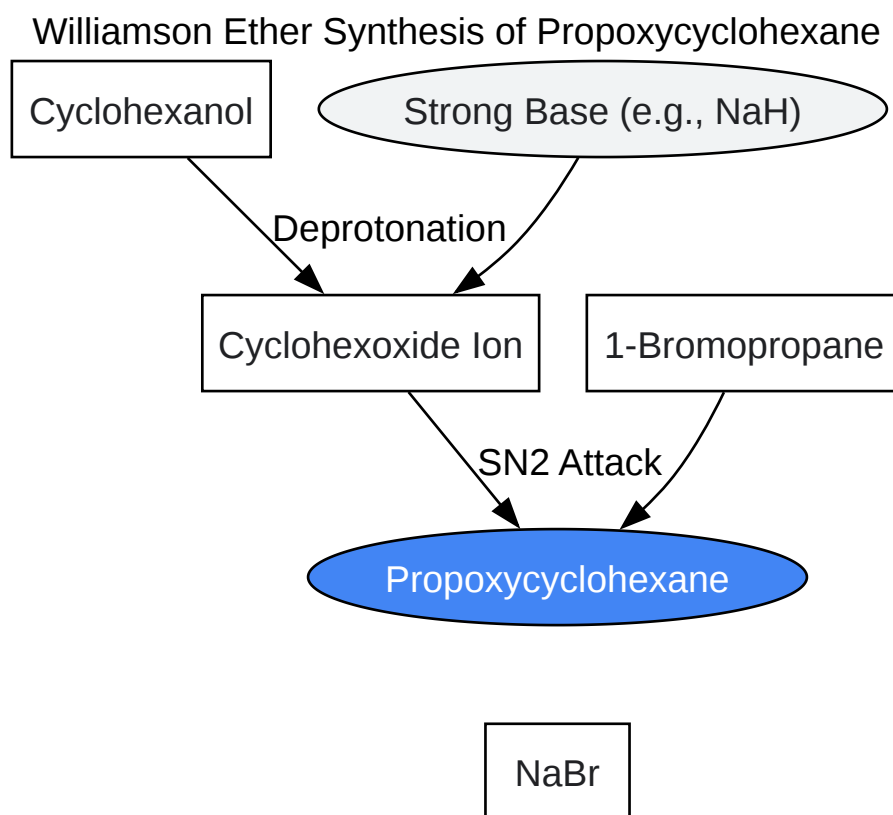 Williamson Ether Synthesis of Propoxycyclohexane
Cyclohexanol
Strong Base (e.g., NaH)
Deprotonation
Cyclohexoxide Ion
1-Bromopropane
SN2 Attack
Propoxycyclohexane
NaBr